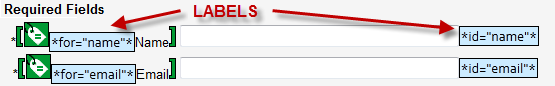 Required Fields
LABELS
* *for="name"* Name *id="name"*
* *for="email"* Email *id="email"*